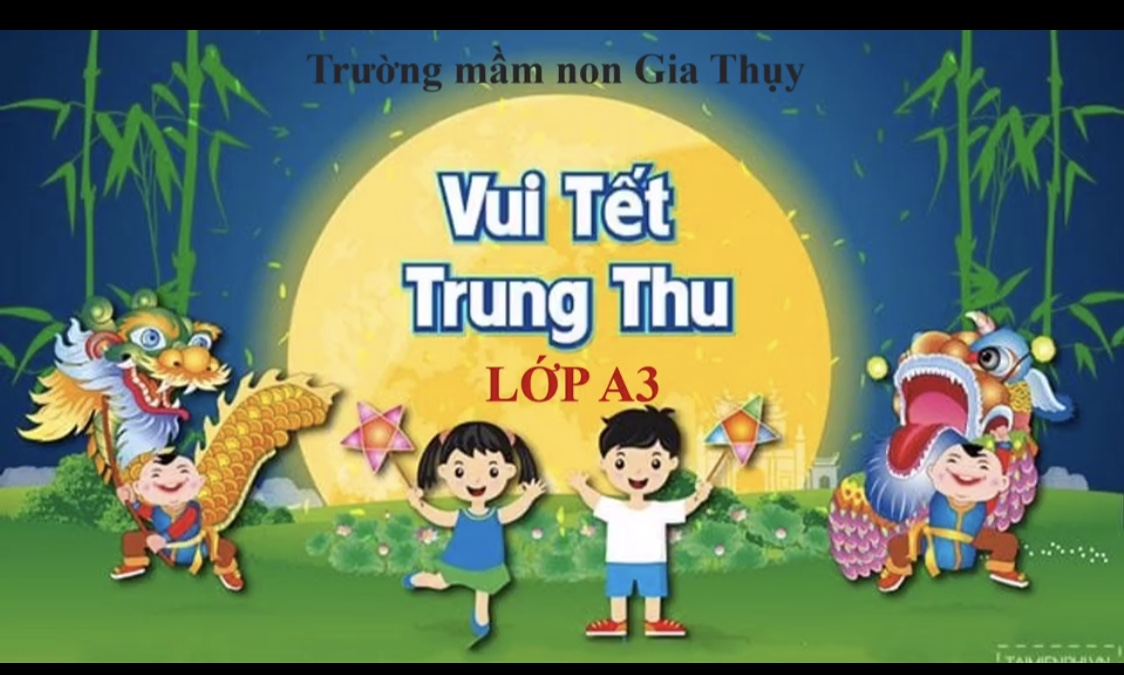 Trường mầm non Gia Thụy
Vui Tết
Trung Thu
LỚP A3